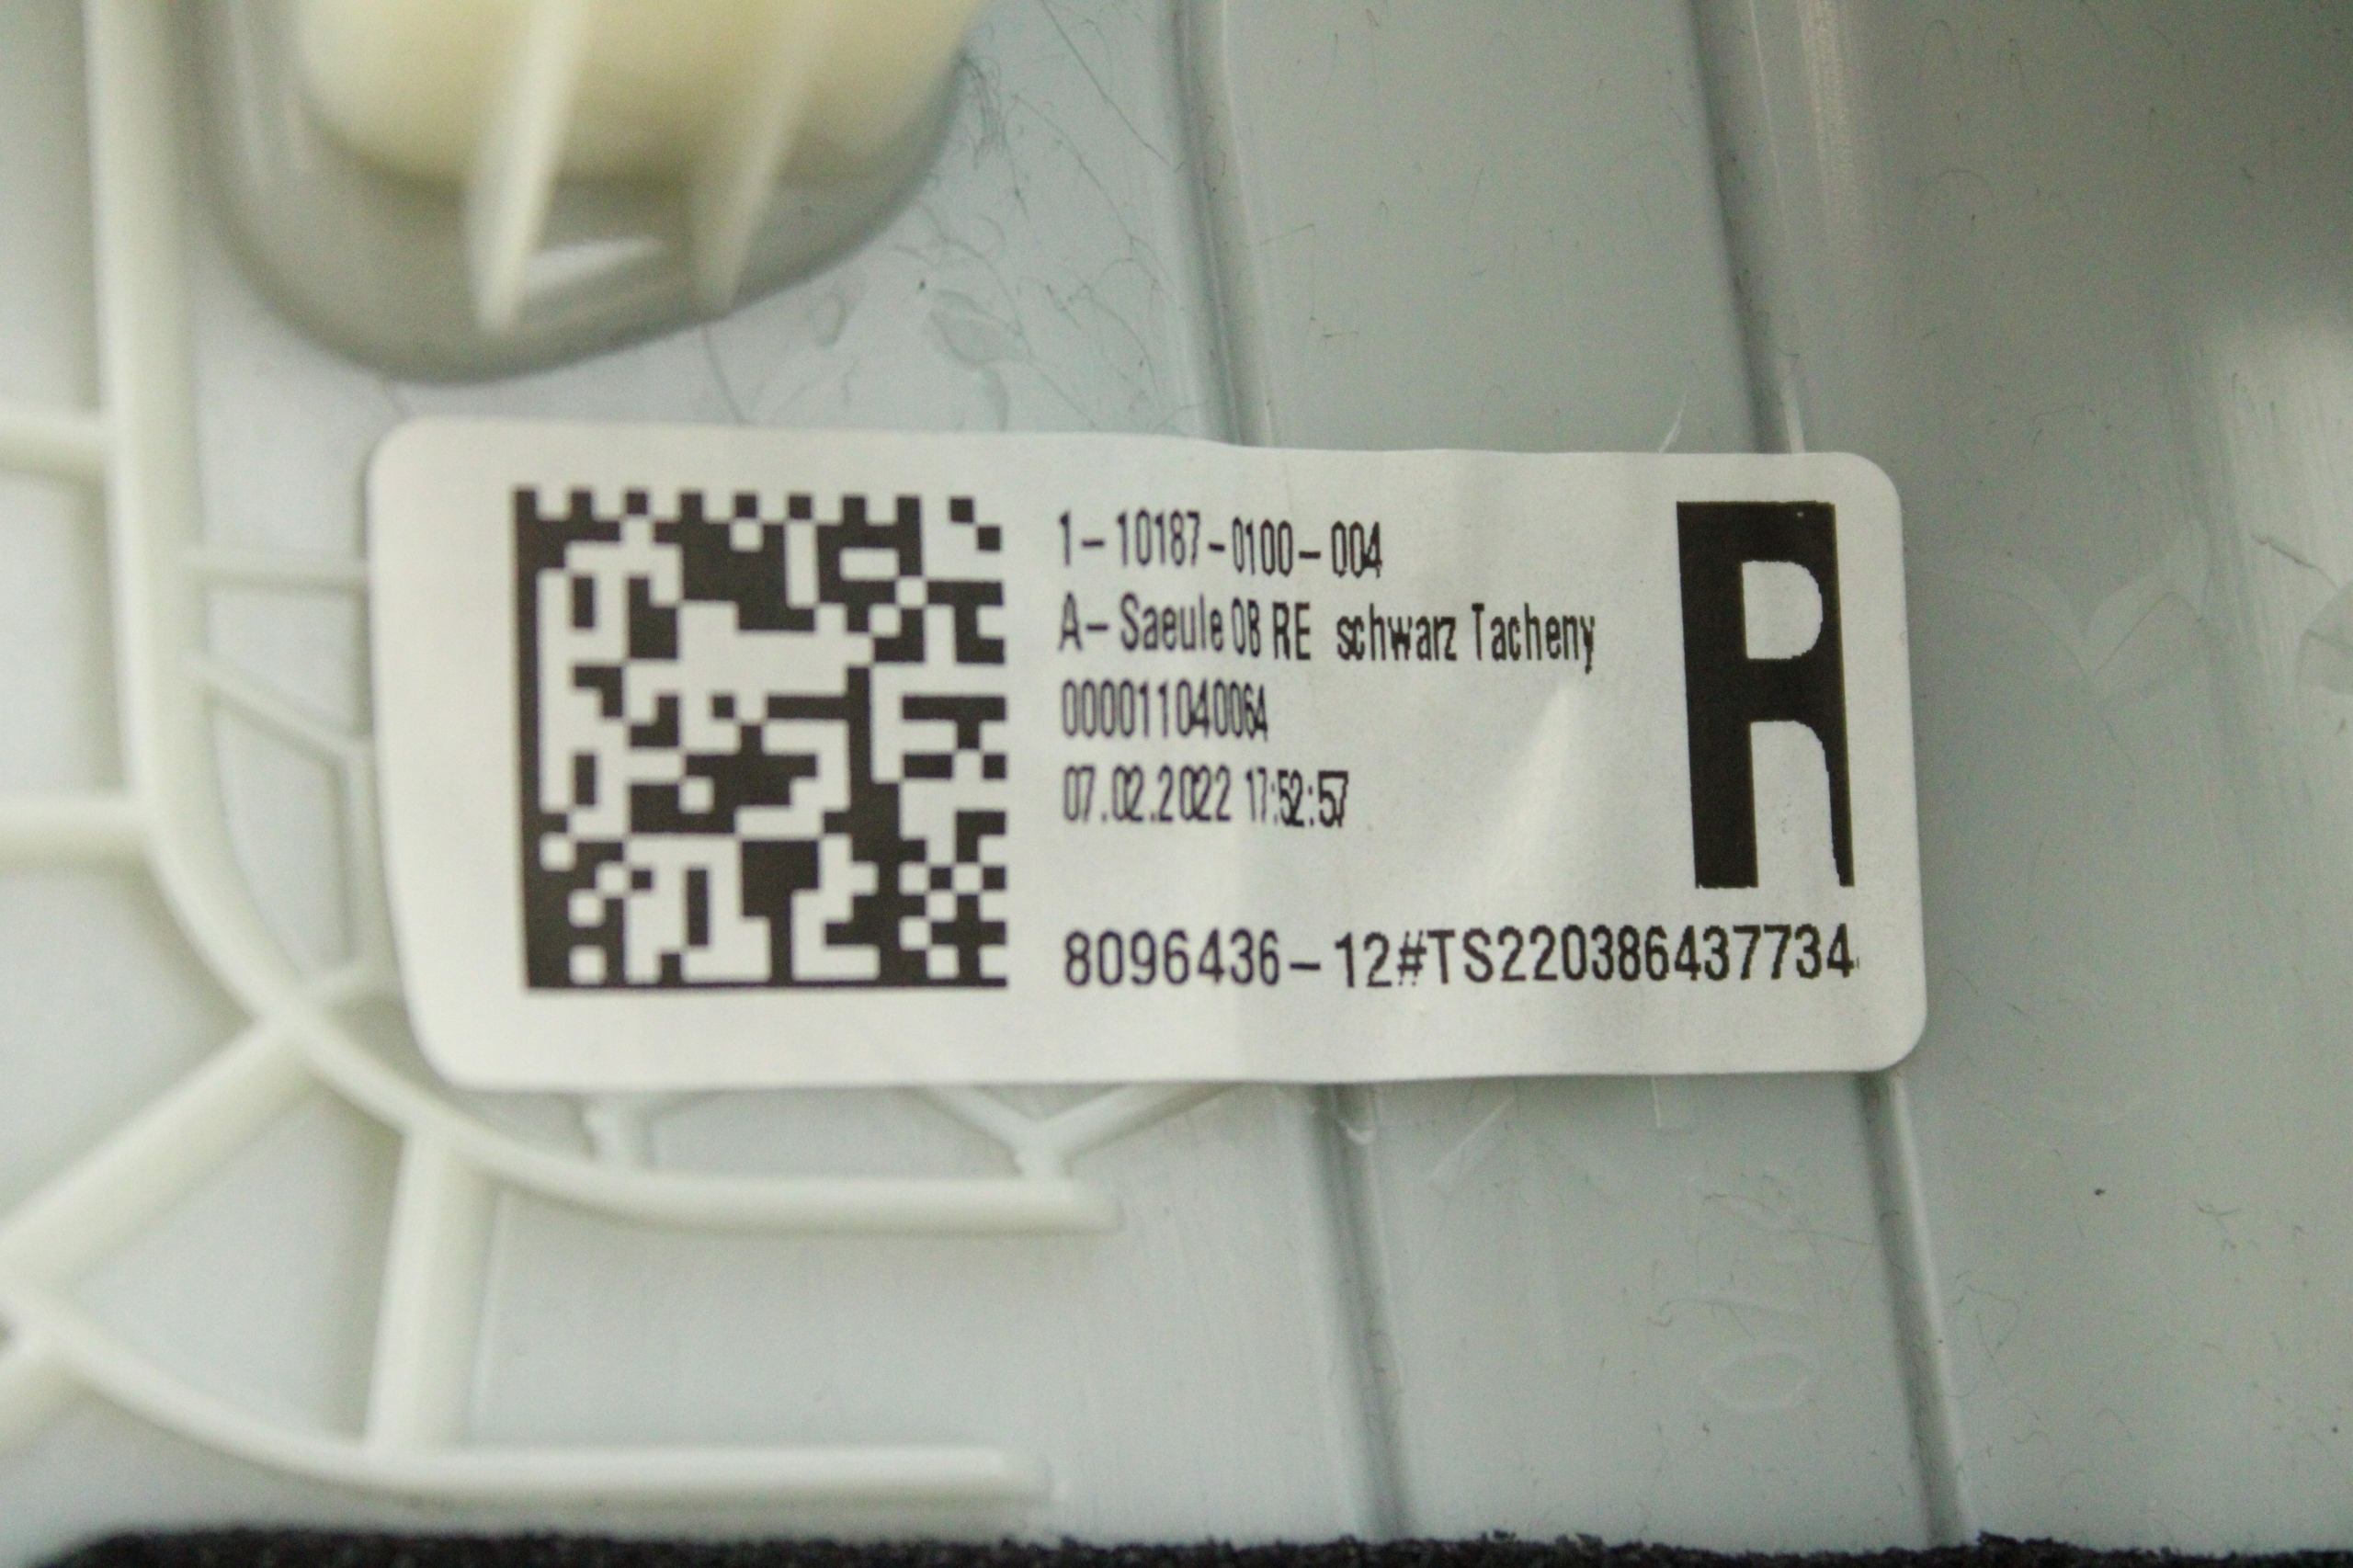 1-10187-0100-004
A-Saeule 08 RE schwarz Tacheny
000011040064
07.02.2022 17:52:57
R
8096436-12#TS220386437734